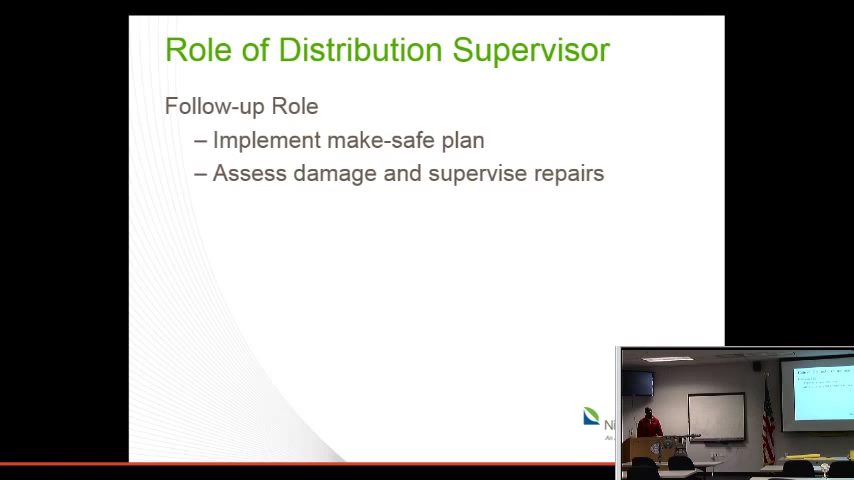 Role of Distribution Supervisor
Follow-up Role
– Implement make-safe plan
– Assess damage and supervise repairs